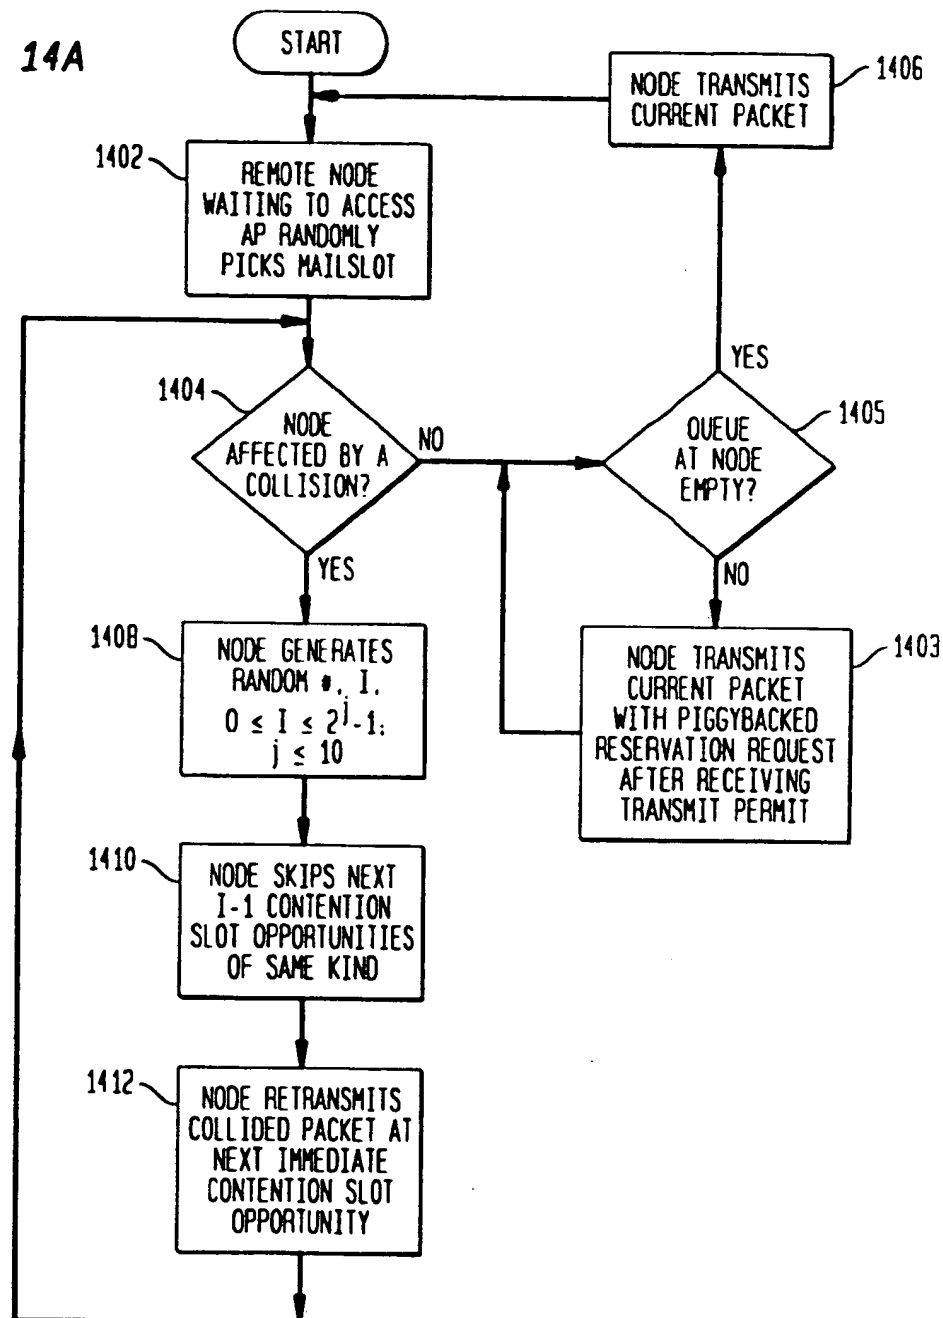 14A
START
NODE TRANSMITS
CURRENT PACKET
1406
1402
REMOTE NODE
WAITING TO ACCESS
AP RANDOMLY
PICKS MAILSLOT
1404
NODE
AFFECTED BY A
COLLISION?
NO
YES
QUEUE
AT NODE
EMPTY?
1405
YES
NO
1408
NODE GENERATES
RANDOM #, I,
0 ≤ I ≤ 2^j-1;
j ≤ 10
NODE TRANSMITS
CURRENT PACKET
WITH PIGGYBACKED
RESERVATION REQUEST
AFTER RECEIVING
TRANSMIT PERMIT
1403
1410
NODE SKIPS NEXT
I-1 CONTENTION
SLOT OPPORTUNITIES
OF SAME KIND
1412
NODE RETRANSMITS
COLLIDED PACKET AT
NEXT IMMEDIATE
CONTENTION SLOT
OPPORTUNITY